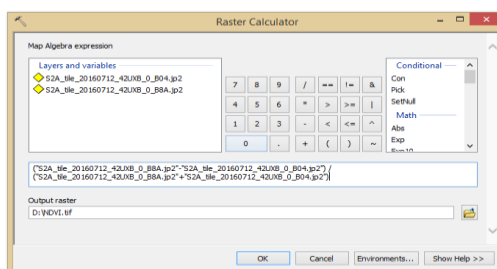 Raster Calculator
Map Algebra expression
Layers and variables
S2A_tile_20160712_42UXB_0_B04.jp2
S2A_tile_20160712_42UXB_0_B8A.jp2
7 8 9 / == != &
4 5 6 * > >= |
1 2 3 - < <= ^
0 . + ( ) ~
Conditional
Con
Pick
SetNull
Math
Abs
Exp
Exp10
("S2A_tile_20160712_42UXB_0_B8A.jp2"-"S2A_tile_20160712_42UXB_0_B04.jp2") /
("S2A_tile_20160712_42UXB_0_B8A.jp2"+"S2A_tile_20160712_42UXB_0_B04.jp2")
Output raster
D:\NDVI.tif
OK Cancel Environments... Show Help >>